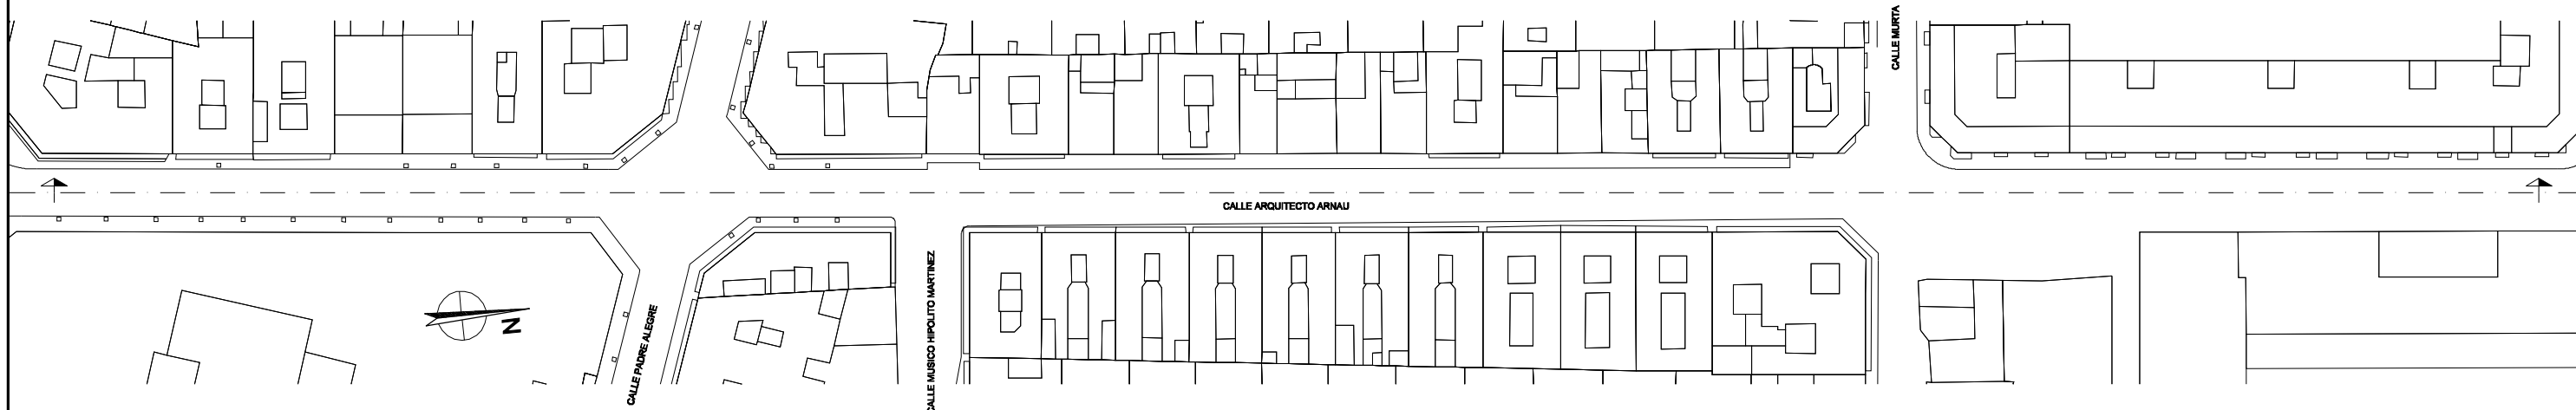 CALLE MURTA
CALLE ARQUITECTO ARNAU
CALLE PADRE ALEGRE
CALLE MUSICO HIPOLITO MARTINEZ
N